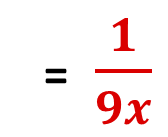 = 1/9x